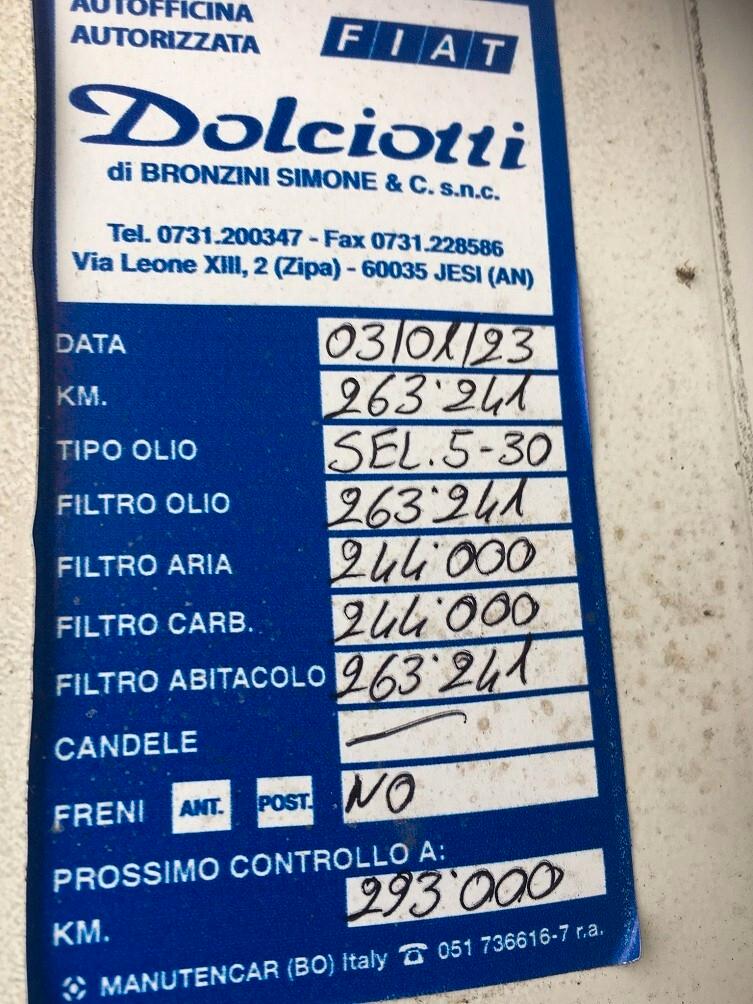 AUTOFFICINA
AUTORIZZATA FIAT
Dolciotti
di BRONZINI SIMONE & C. s.n.c.
Tel. 0731.200347 - Fax 0731.228586
Via Leone XIII, 2 (Zipa) - 60035 JESI (AN)
DATA 03/01/23
KM. 263'241
TIPO OLIO SEL. 5-30
FILTRO OLIO 263'241
FILTRO ARIA 244'000
FILTRO CARB. 244'000
FILTRO ABITACOLO 263'241
CANDELE —
FRENI ANT. POST. NO
PROSSIMO CONTROLLO A:
KM. 293'000
MANUTENCAR (BO) Italy ☎ 051 736616-7 r.a.